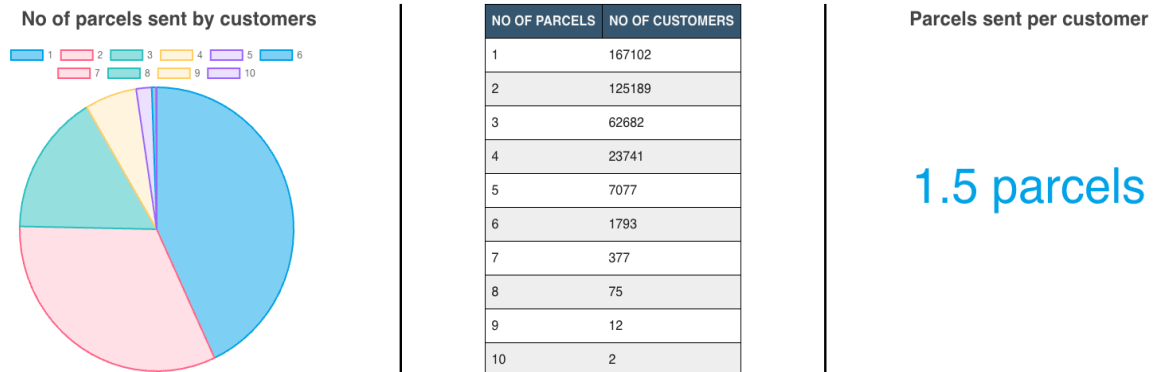 No of parcels sent by customers
1 2 3 4 5 6
7 8 9 10
NO OF PARCELS NO OF CUSTOMERS
1 167102
2 125189
3 62682
4 23741
5 7077
6 1793
7 377
8 75
9 12
10 2
Parcels sent per customer
1.5 parcels